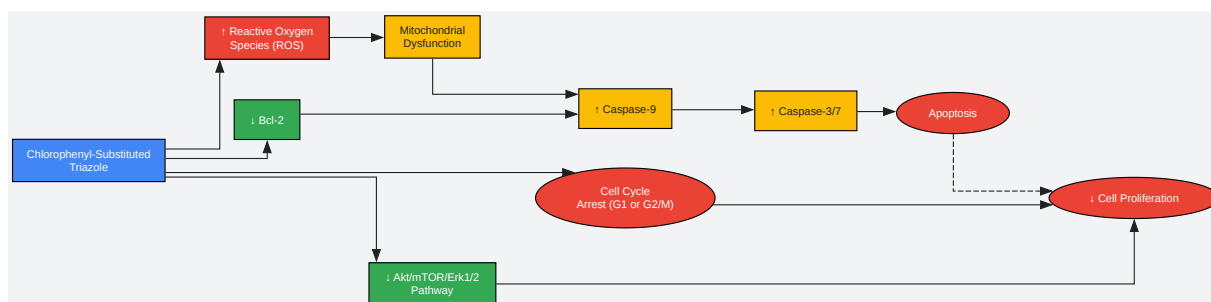 ↑ Reactive Oxygen
Species (ROS)
Mitochondrial
Dysfunction
↑ Caspase-9
↑ Caspase-3/7
Apoptosis
↓ Bcl-2
Chlorophenyl-Substituted
Triazole
Cell Cycle
Arrest (G1 or G2/M)
↓ Cell Proliferation
↓ Akt/mTOR/Erk1/2
Pathway